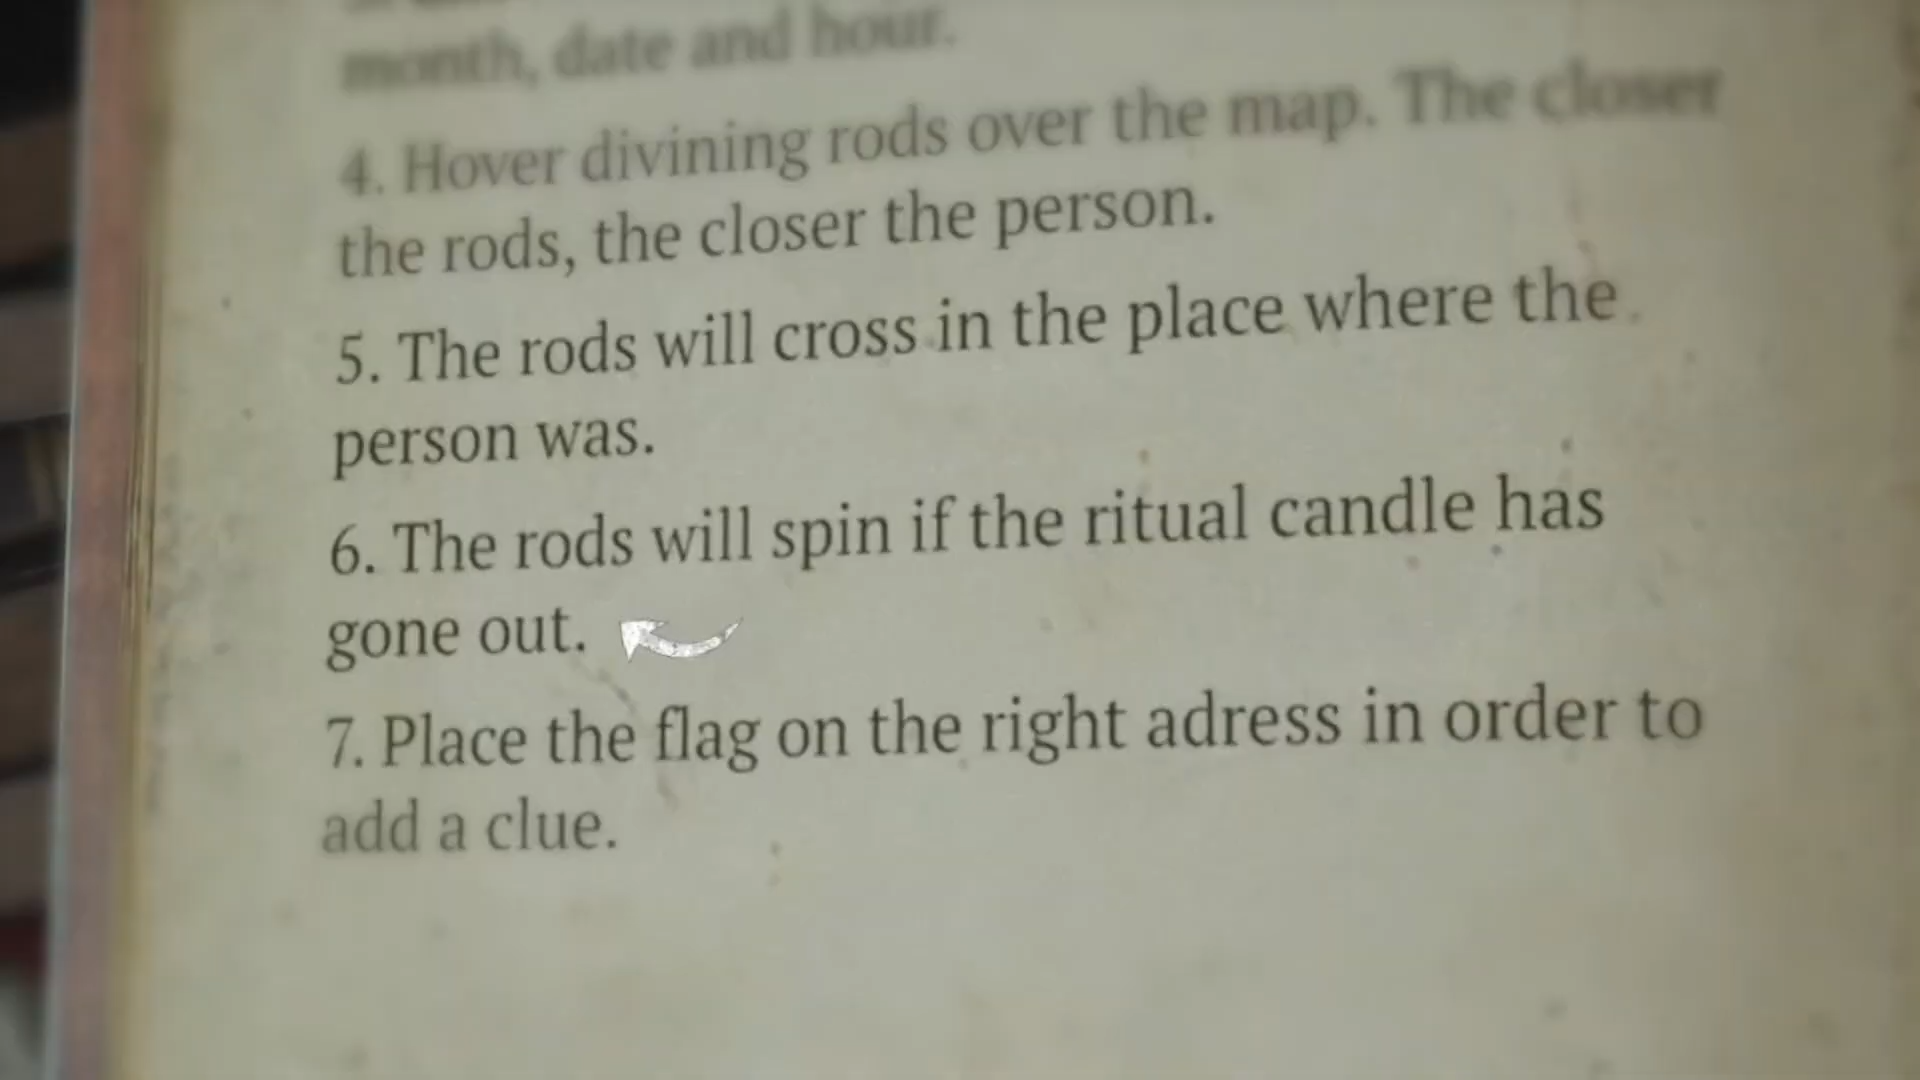 month, date and hour.
4. Hover divining rods over the map. The closer
the rods, the closer the person.
5. The rods will cross in the place where the
person was.
6. The rods will spin if the ritual candle has
gone out.
7. Place the flag on the right adress in order to
add a clue.